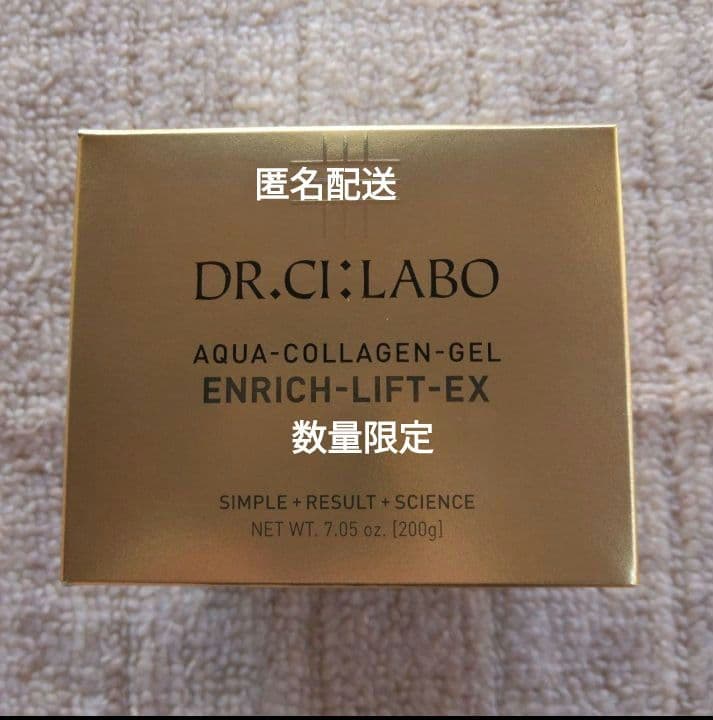 匿名配送
DR.CI:LABO
AQUA-COLLAGEN-GEL
ENRICH-LIFT-EX
数量限定
SIMPLE + RESULT + SCIENCE
NET WT. 7.05 oz. [200g]